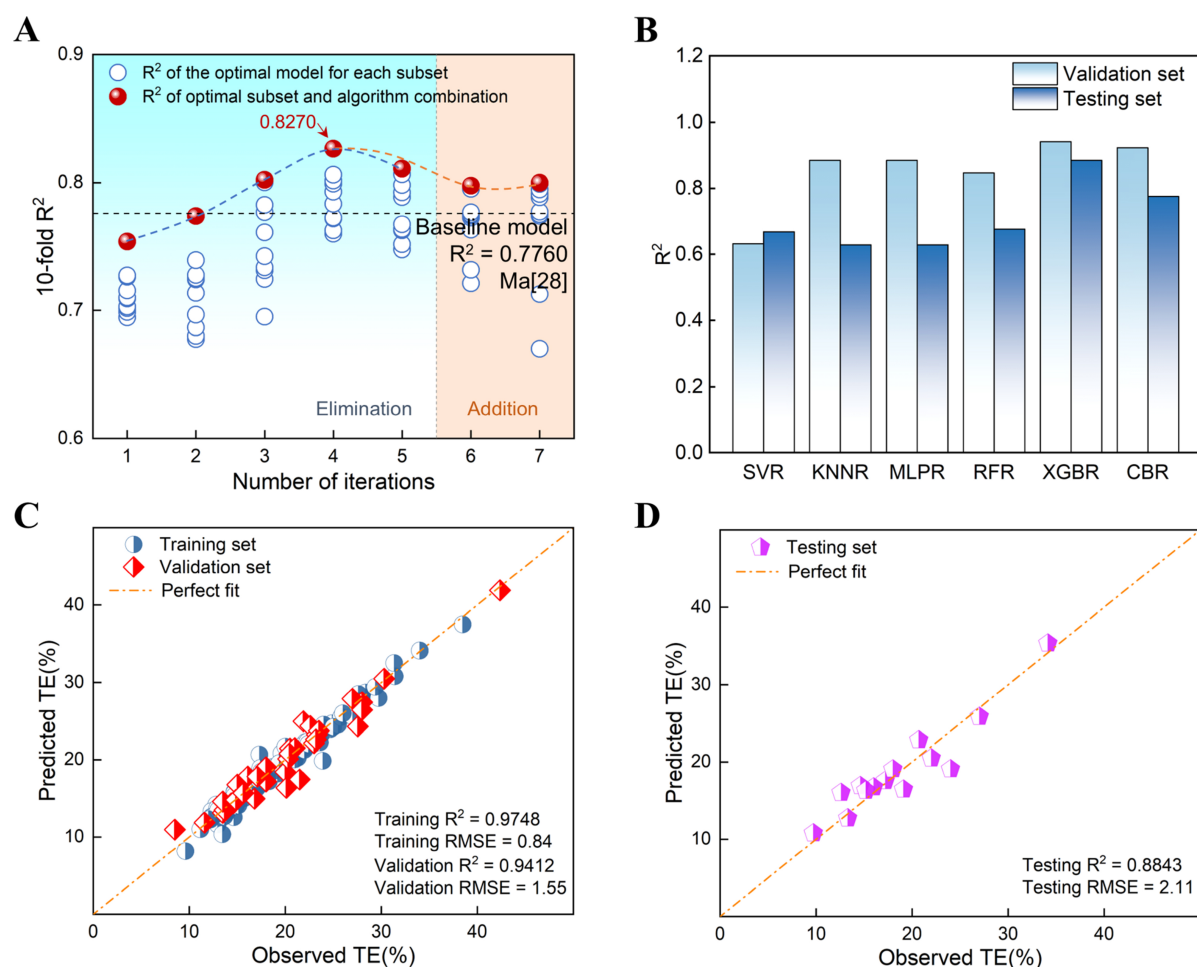 A
0.9
0.8
0.7
0.6
10-fold R²
R² of the optimal model for each subset
R² of optimal subset and algorithm combination
0.8270
Baseline model
R² = 0.7760
Ma[28]
Elimination
Addition
1 2 3 4 5 6 7
Number of iterations
B
1.2
1.0
0.8
0.6
0.4
0.2
0.0
R²
Validation set
Testing set
SVR KNNR MLPR RFR XGBR CBR
C
40
30
20
10
Predicted TE(%)
Training set
Validation set
Perfect fit
Training R² = 0.9748
Training RMSE = 0.84
Validation R² = 0.9412
Validation RMSE = 1.55
0 10 20 30 40
Observed TE(%)
D
40
30
20
10
Predicted TE(%)
Testing set
Perfect fit
Testing R² = 0.8843
Testing RMSE = 2.11
0 10 20 30 40
Observed TE(%)